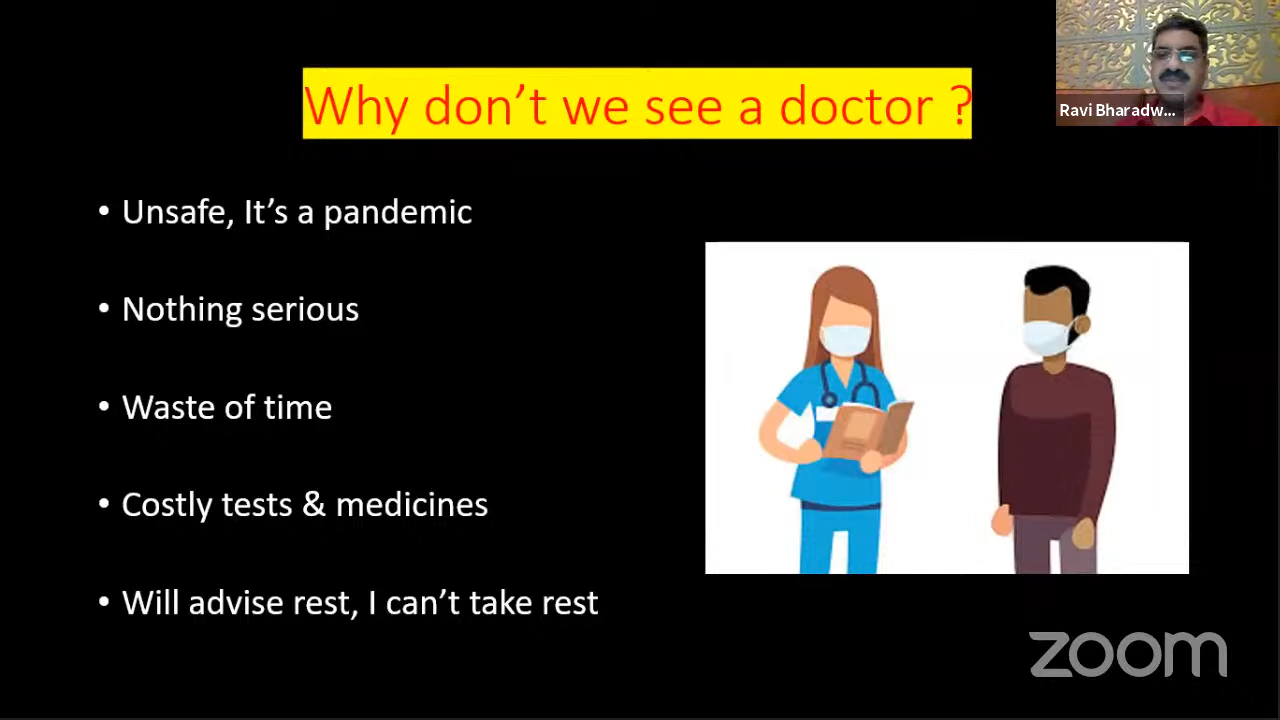 Why don't we see a doctor ?
Ravi Bharadw...
• Unsafe, It's a pandemic
• Nothing serious
• Waste of time
• Costly tests & medicines
• Will advise rest, I can't take rest
zoom